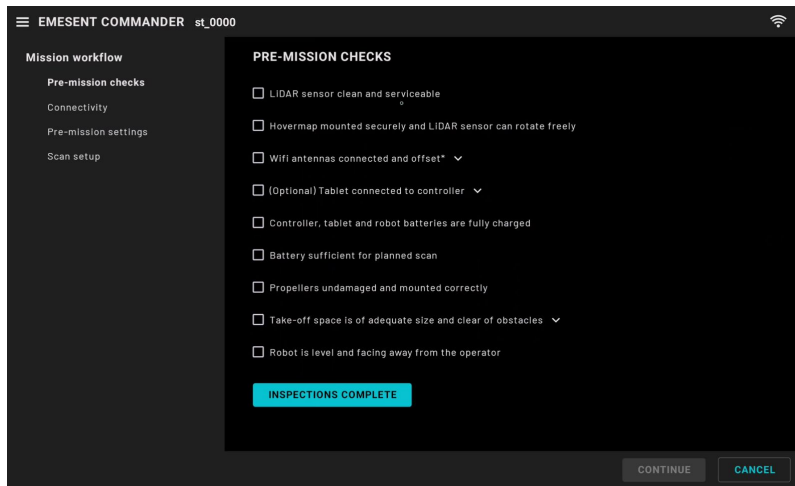 EMESENT COMMANDER st_0000
Mission workflow
Pre-mission checks
Connectivity
Pre-mission settings
Scan setup
PRE-MISSION CHECKS
LiDAR sensor clean and serviceable
Hovermap mounted securely and LiDAR sensor can rotate freely
Wifi antennas connected and offset*
(Optional) Tablet connected to controller
Controller, tablet and robot batteries are fully charged
Battery sufficient for planned scan
Propellers undamaged and mounted correctly
Take-off space is of adequate size and clear of obstacles
Robot is level and facing away from the operator
INSPECTIONS COMPLETE
CONTINUE CANCEL